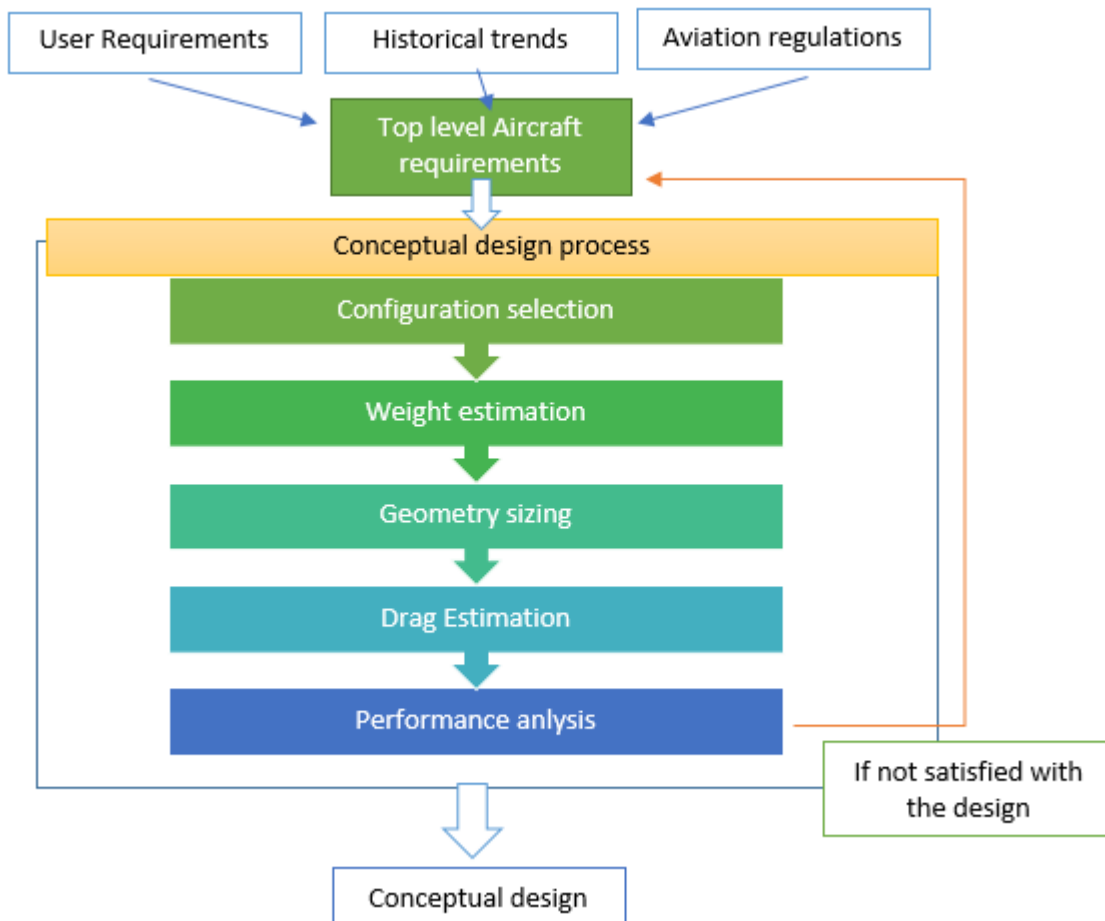 User Requirements
Historical trends
Aviation regulations
Top level Aircraft
requirements
Conceptual design process
Configuration selection
Weight estimation
Geometry sizing
Drag Estimation
Performance anlysis
If not satisfied with
the design
Conceptual design